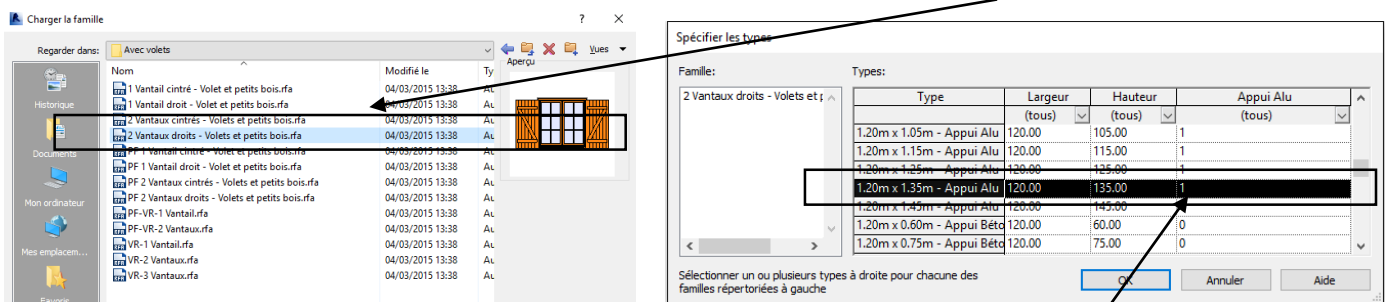 Charger la famille
Regarder dans:
Avec volets
Vues
Historique
Documents
Mon ordinateur
Mes emplacem...
Favoris
Nom Modifié le Ty
1 Vantail cintré - Volet et petits bois.rfa 04/03/2015 13:38 Au
1 Vantail droit - Volet et petits bois.rfa 04/03/2015 13:38 Au
2 Vantaux cintrés - Volets et petits bois.rfa 04/03/2015 13:38 Au
2 Vantaux droits - Volets et petits bois.rfa 04/03/2015 13:38 Au
PF 1 Vantail cintré - Volet et petits bois.rfa 04/03/2015 13:38 Au
PF 1 Vantail droit - Volet et petits bois.rfa 04/03/2015 13:38 Au
PF 2 Vantaux cintrés - Volets et petits bois.rfa 04/03/2015 13:38 Au
PF 2 Vantaux droits - Volets et petits bois.rfa 04/03/2015 13:38 Au
PF-VR-1 Vantail.rfa 04/03/2015 13:38 Au
PF-VR-2 Vantaux.rfa 04/03/2015 13:38 Au
VR-1 Vantail.rfa 04/03/2015 13:38 Au
VR-2 Vantaux.rfa 04/03/2015 13:38 Au
VR-3 Vantaux.rfa 04/03/2015 13:38 Au
Aperçu
Spécifier les types
Famille:
2 Vantaux droits - Volets et p
Types:
Type Largeur Hauteur Appui Alu
(tous) (tous) (tous)
1.20m x 1.05m - Appui Alu 120.00 105.00 1
1.20m x 1.15m - Appui Alu 120.00 115.00 1
1.20m x 1.25m - Appui Alu 120.00 125.00 1
1.20m x 1.35m - Appui Alu 120.00 135.00 1
1.20m x 1.45m - Appui Alu 120.00 145.00
1.20m x 0.60m - Appui Béto 120.00 60.00 0
1.20m x 0.75m - Appui Béto 120.00 75.00 0
Sélectionner un ou plusieurs types à droite pour chacune des
familles répertoriées à gauche
OK Annuler Aide